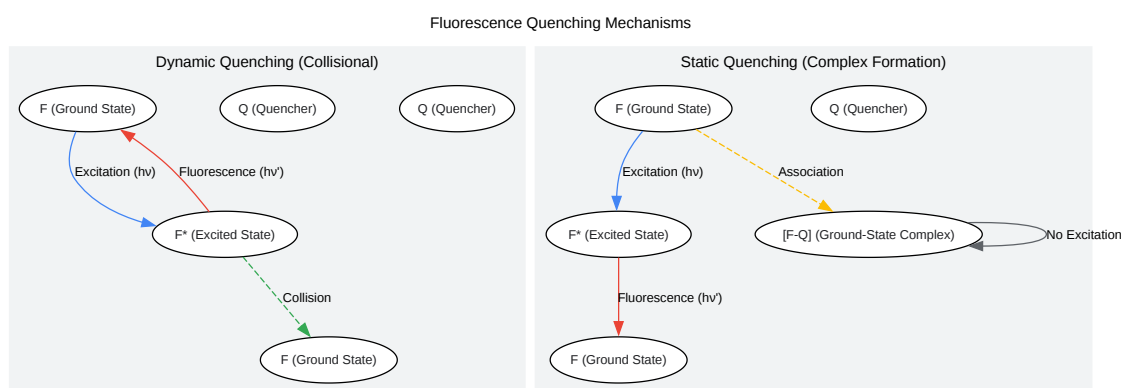 Fluorescence Quenching Mechanisms
Dynamic Quenching (Collisional)
F (Ground State)
Q (Quencher)
Q (Quencher)
Excitation (hν)
Fluorescence (hν')
F* (Excited State)
Collision
F (Ground State)
Static Quenching (Complex Formation)
F (Ground State)
Q (Quencher)
Excitation (hν)
Association
F* (Excited State)
[F-Q] (Ground-State Complex)
No Excitation
Fluorescence (hν')
F (Ground State)